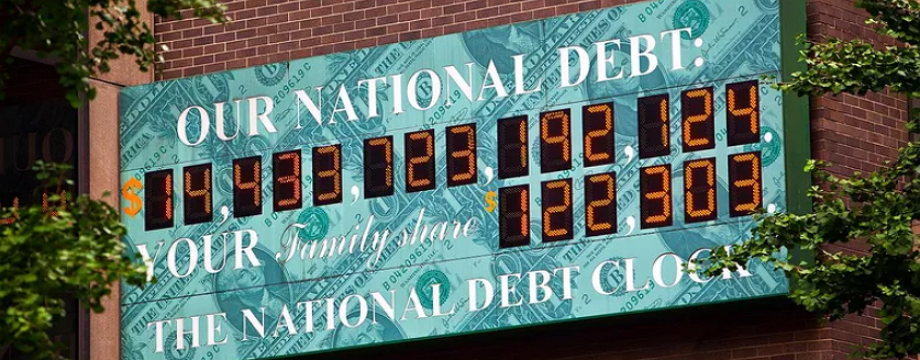 OUR NATIONAL DEBT:
$14,433,723,192,124.
YOUR Family share $122,303.
THE NATIONAL DEBT CLOCK